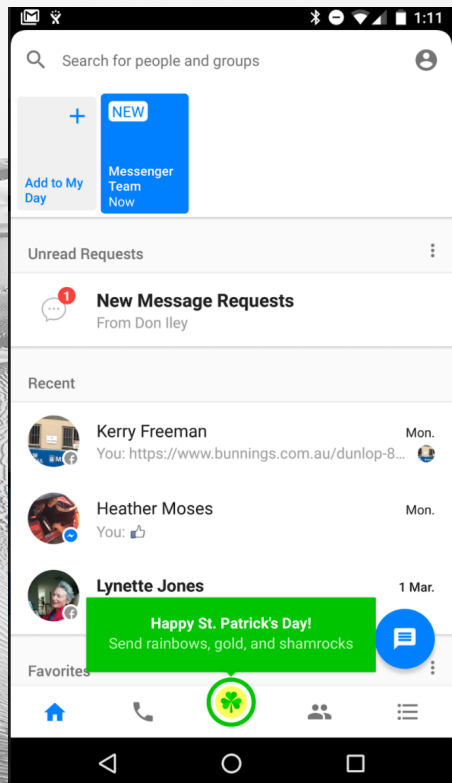 1:11
Search for people and groups
NEW
Add to My
Day
Messenger
Team
Now
Unread Requests
1
New Message Requests
From Don Iley
Recent
Kerry Freeman
Mon.
You: https://www.bunnings.com.au/dunlop-8...
Heather Moses
Mon.
You:
Lynette Jones
1 Mar.
Happy St. Patrick's Day!
Send rainbows, gold, and shamrocks
Favorites